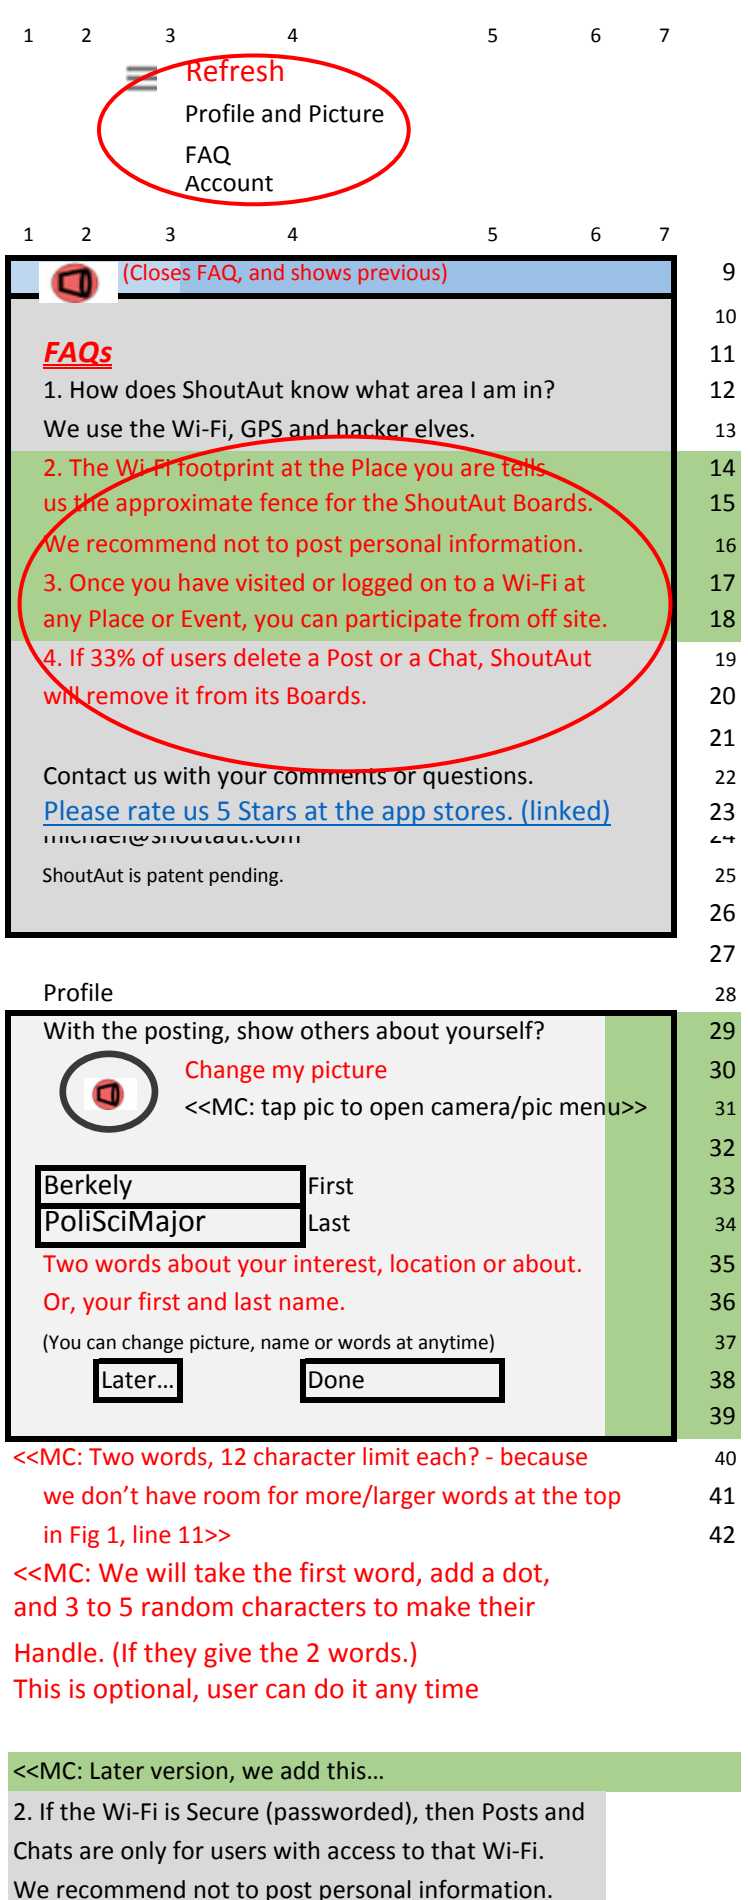 1 2 3 4 5 6 7
Refresh
Profile and Picture
FAQ
Account
1 2 3 4 5 6 7
(Closes FAQ, and shows previous) 9
10
FAQs 11
1. How does ShoutAut know what area I am in? 12
We use the Wi-Fi, GPS and hacker elves. 13
2. The Wi-Fi footprint at the Place you are tells 14
us the approximate fence for the ShoutAut Boards. 15
We recommend not to post personal information. 16
3. Once you have visited or logged on to a Wi-Fi at 17
any Place or Event, you can participate from off site. 18
4. If 33% of users delete a Post or a Chat, ShoutAut 19
will remove it from its Boards. 20
21
Contact us with your comments or questions. 22
Please rate us 5 Stars at the app stores. (linked) 23
michael@shoutaut.com 24
ShoutAut is patent pending. 25
26
27
Profile 28
With the posting, show others about yourself? 29
Change my picture 30
<<MC: tap pic to open camera/pic menu>> 31
32
Berkely First 33
PoliSciMajor Last 34
Two words about your interest, location or about. 35
Or, your first and last name. 36
(You can change picture, name or words at anytime) 37
Later... Done 38
39
<<MC: Two words, 12 character limit each? - because 40
we don't have room for more/larger words at the top 41
in Fig 1, line 11>> 42
<<MC: We will take the first word, add a dot,
and 3 to 5 random characters to make their
Handle. (If they give the 2 words.)
This is optional, user can do it any time
<<MC: Later version, we add this...
2. If the Wi-Fi is Secure (passworded), then Posts and
Chats are only for users with access to that Wi-Fi.
We recommend not to post personal information.